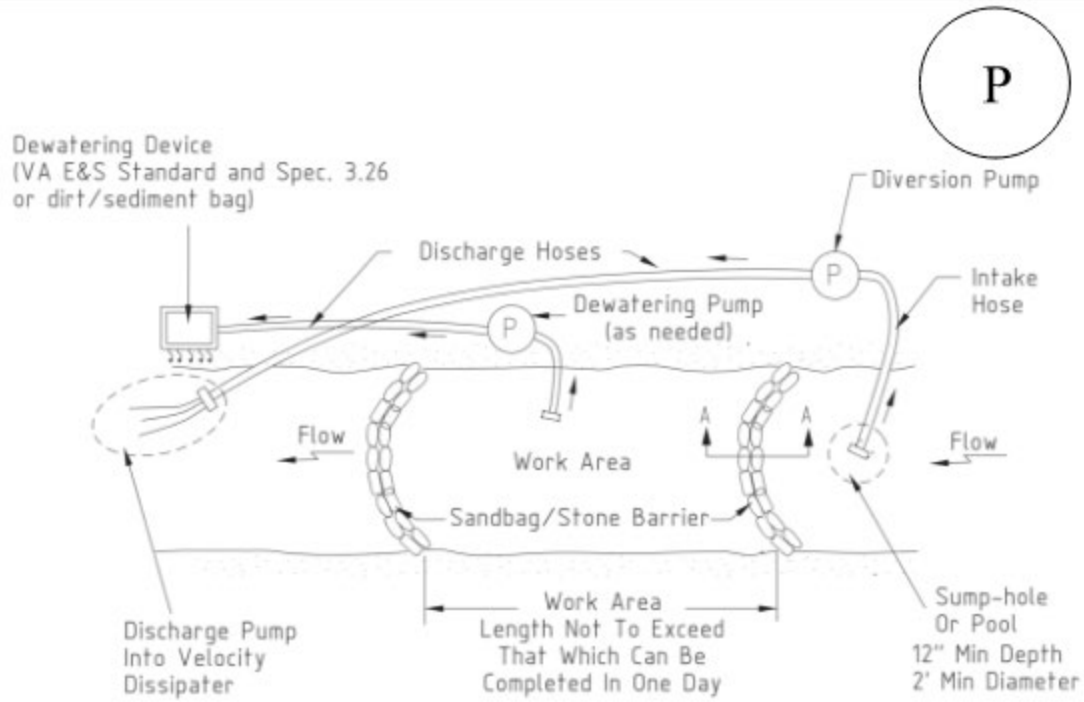 P
Dewatering Device
(VA E&S Standard and Spec. 3.26
or dirt/sediment bag)
Diversion Pump
Discharge Hoses
P
Intake
Hose
Dewatering Pump
(as needed)
P
A
A
Flow
Work Area
Flow
Sandbag/Stone Barrier
Work Area
Length Not To Exceed
That Which Can Be
Completed In One Day
Sump-hole
Or Pool
12" Min Depth
2' Min Diameter
Discharge Pump
Into Velocity
Dissipater